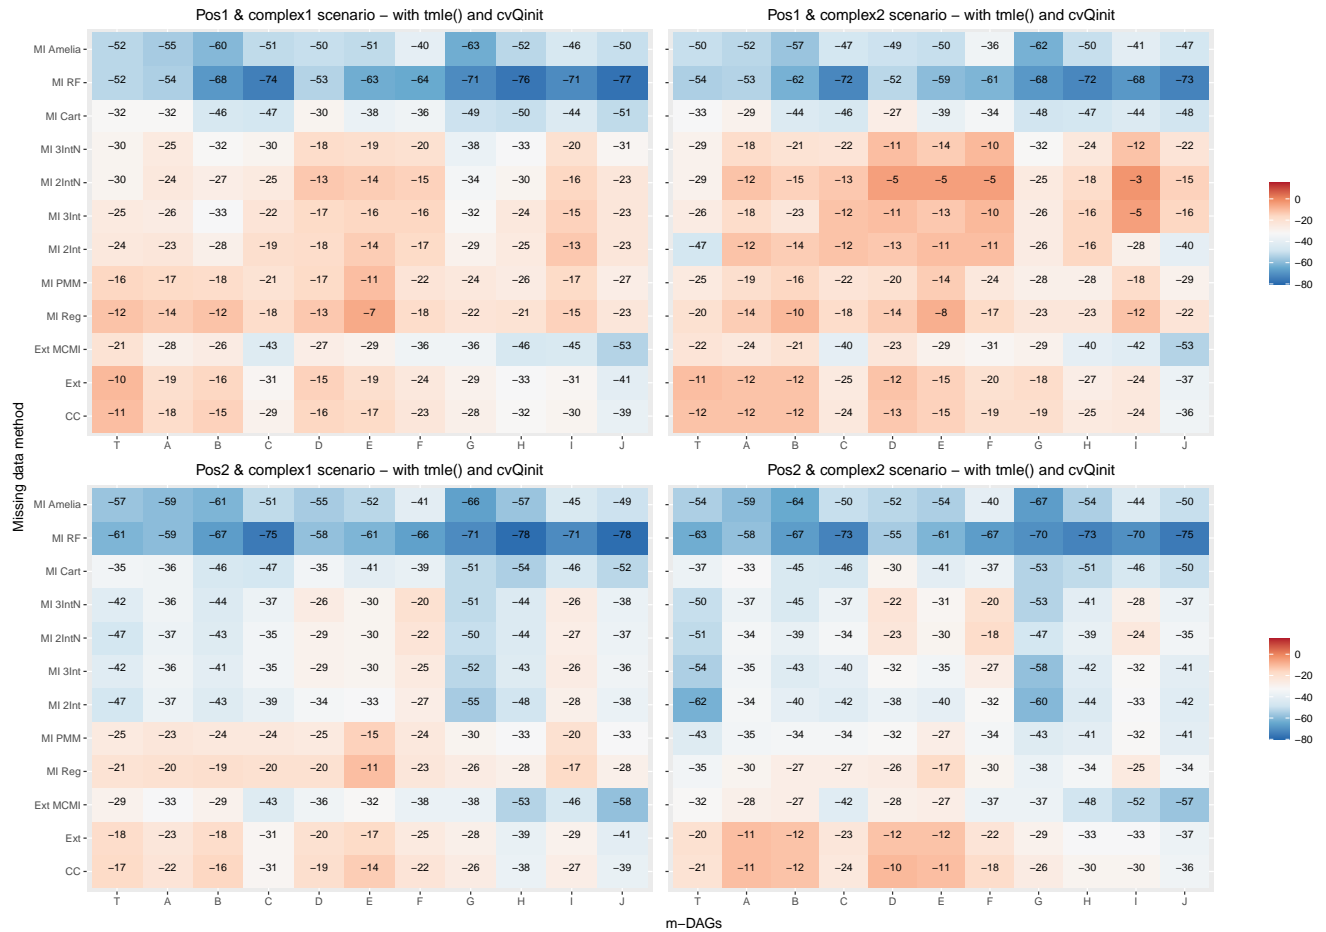 Pos1 & complex1 scenario − with tmle() and cvQinit
MI Amelia −52 −55 −60 −51 −50 −51 −40 −63 −52 −46 −50
MI RF −52 −54 −68 −74 −53 −63 −64 −71 −76 −71 −77
MI Cart −32 −32 −46 −47 −30 −38 −36 −49 −50 −44 −51
MI 3IntN −30 −25 −32 −30 −18 −19 −20 −38 −33 −20 −31
MI 2IntN −30 −24 −27 −25 −13 −14 −15 −34 −30 −16 −23
MI 3Int −25 −26 −33 −22 −17 −16 −16 −32 −24 −15 −23
MI 2Int −24 −23 −28 −19 −18 −14 −17 −29 −25 −13 −23
MI PMM −16 −17 −18 −21 −17 −11 −22 −24 −26 −17 −27
MI Reg −12 −14 −12 −18 −13 −7 −18 −22 −21 −15 −23
Ext MCMI −21 −28 −26 −43 −27 −29 −36 −36 −46 −45 −53
Ext −10 −19 −16 −31 −15 −19 −24 −29 −33 −31 −41
CC −11 −18 −15 −29 −16 −17 −23 −28 −32 −30 −39
T A B C D E F G H I J
Pos1 & complex2 scenario − with tmle() and cvQinit
−50 −52 −57 −47 −49 −50 −36 −62 −50 −41 −47
−54 −53 −62 −72 −52 −59 −61 −68 −72 −68 −73
−33 −29 −44 −46 −27 −39 −34 −48 −47 −44 −48
−29 −18 −21 −22 −11 −14 −10 −32 −24 −12 −22
−29 −12 −15 −13 −5 −5 −5 −25 −18 −3 −15
−26 −18 −23 −12 −11 −13 −10 −26 −16 −5 −16
−47 −12 −14 −12 −13 −11 −11 −26 −16 −28 −40
−25 −19 −16 −22 −20 −14 −24 −28 −28 −18 −29
−20 −14 −10 −18 −14 −8 −17 −23 −23 −12 −22
−22 −24 −21 −40 −23 −29 −31 −29 −40 −42 −53
−11 −12 −12 −25 −12 −15 −20 −18 −27 −24 −37
−12 −12 −12 −24 −13 −15 −19 −19 −25 −24 −36
T A B C D E F G H I J
0
−20
−40
−60
−80
Missing data method
Pos2 & complex1 scenario − with tmle() and cvQinit
MI Amelia −57 −59 −61 −51 −55 −52 −41 −66 −57 −45 −49
MI RF −61 −59 −67 −75 −58 −61 −66 −71 −78 −71 −78
MI Cart −35 −36 −46 −47 −35 −41 −39 −51 −54 −46 −52
MI 3IntN −42 −36 −44 −37 −26 −30 −20 −51 −44 −26 −38
MI 2IntN −47 −37 −43 −35 −29 −30 −22 −50 −44 −27 −37
MI 3Int −42 −36 −41 −35 −29 −30 −25 −52 −43 −26 −36
MI 2Int −47 −37 −43 −39 −34 −33 −27 −55 −48 −28 −38
MI PMM −25 −23 −24 −24 −25 −15 −24 −30 −33 −20 −33
MI Reg −21 −20 −19 −20 −20 −11 −23 −26 −28 −17 −28
Ext MCMI −29 −33 −29 −43 −36 −32 −38 −38 −53 −46 −58
Ext −18 −23 −18 −31 −20 −17 −25 −28 −39 −29 −41
CC −17 −22 −16 −31 −19 −14 −22 −26 −38 −27 −39
T A B C D E F G H I J
Pos2 & complex2 scenario − with tmle() and cvQinit
−54 −59 −64 −50 −52 −54 −40 −67 −54 −44 −50
−63 −58 −67 −73 −55 −61 −67 −70 −73 −70 −75
−37 −33 −45 −46 −30 −41 −37 −53 −51 −46 −50
−50 −37 −43 −37 −22 −31 −20 −53 −41 −28 −37
−51 −34 −39 −34 −23 −30 −18 −47 −39 −24 −35
−54 −35 −43 −40 −32 −35 −27 −58 −42 −32 −41
−62 −34 −40 −42 −38 −40 −32 −60 −44 −33 −42
−43 −35 −34 −34 −32 −27 −34 −43 −41 −32 −41
−35 −30 −27 −27 −26 −17 −30 −38 −34 −25 −34
−32 −28 −27 −42 −28 −27 −37 −37 −48 −52 −57
−20 −11 −12 −23 −12 −12 −22 −29 −33 −33 −37
−21 −11 −12 −24 −10 −11 −18 −26 −30 −30 −36
T A B C D E F G H I J
0
−20
−40
−60
−80
m−DAGs